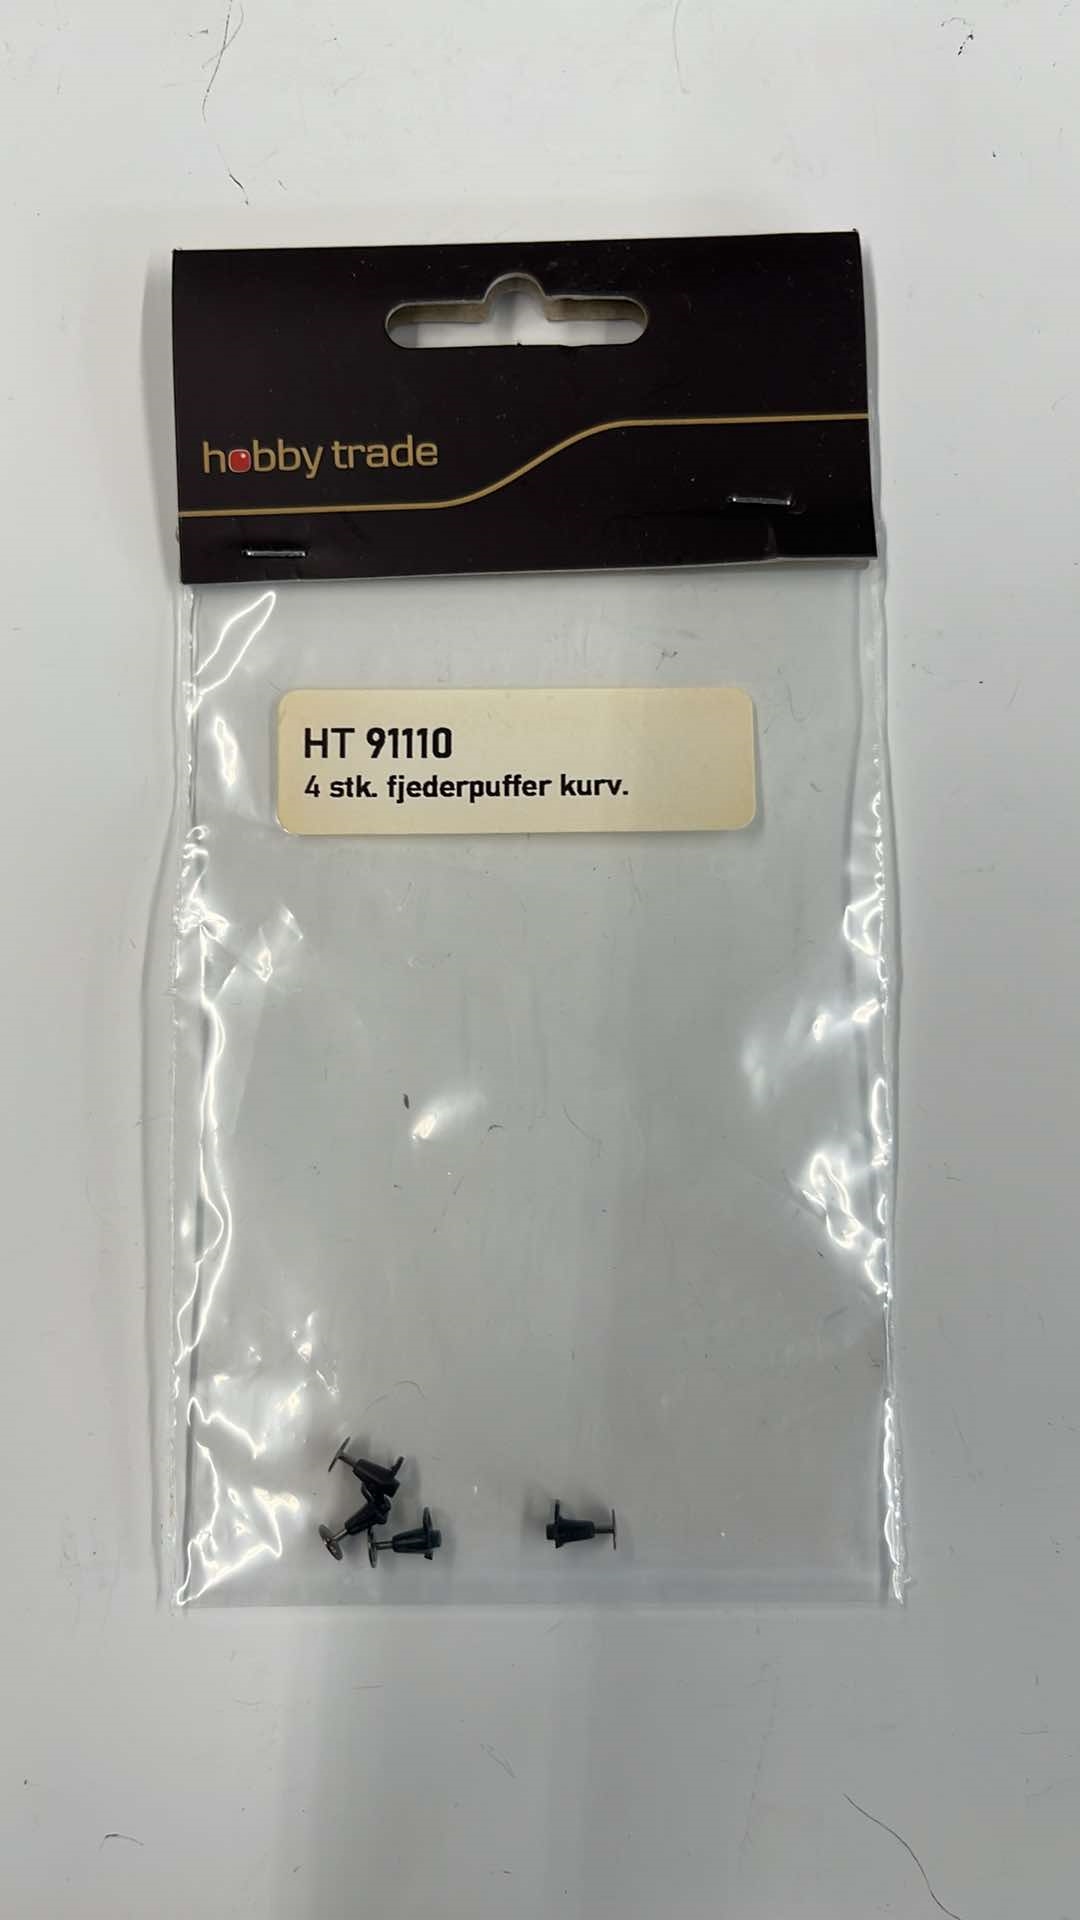 hobby trade
HT 91110
4 stk. fjederpuffer kurv.